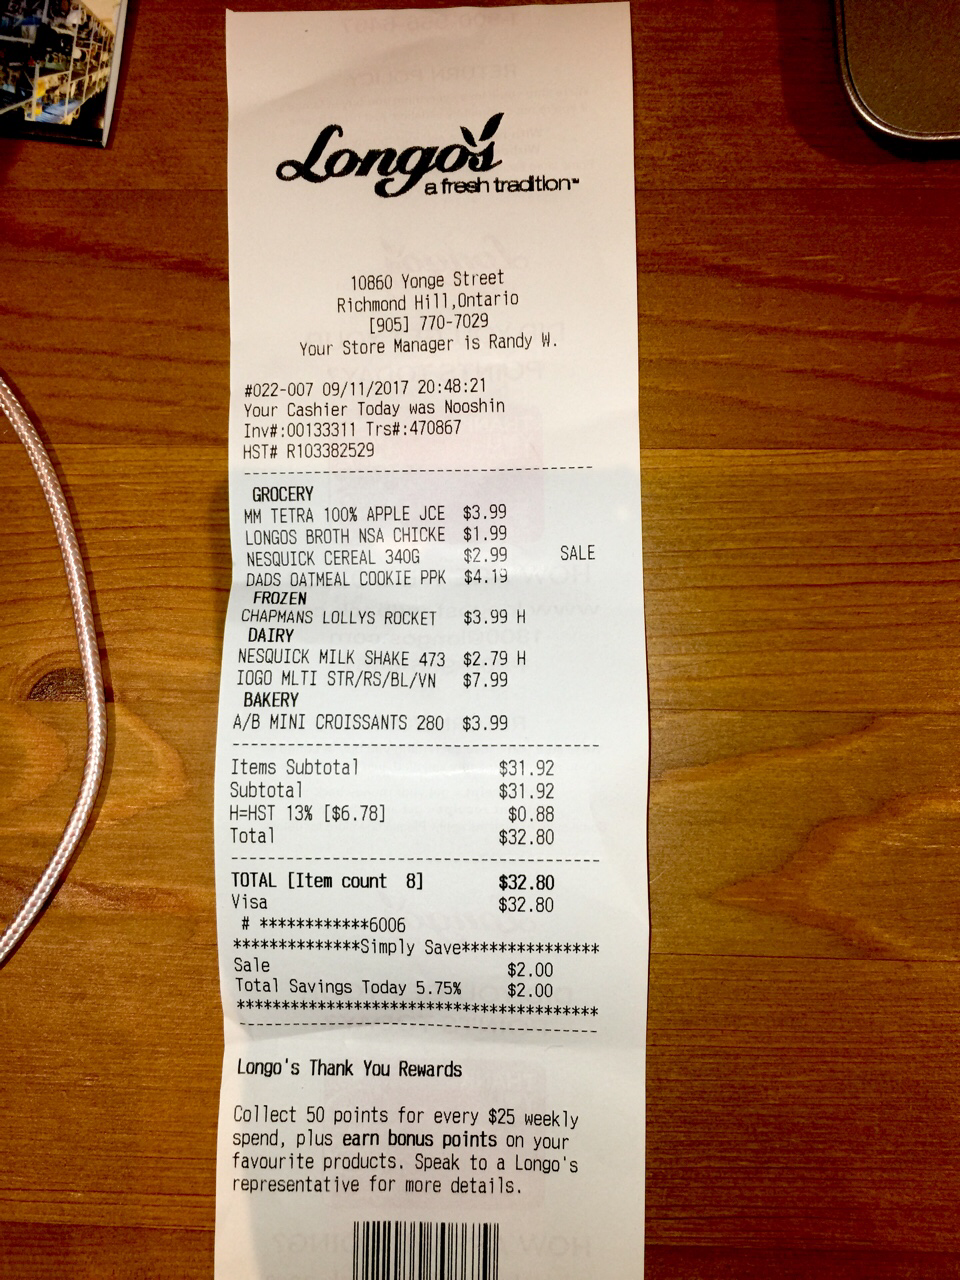 Longo's
a fresh tradition™
10860 Yonge Street
Richmond Hill,Ontario
[905] 770-7029
Your Store Manager is Randy W.
#022-007 09/11/2017 20:48:21
Your Cashier Today was Nooshin
Inv#:00133311 Trs#:470867
HST# R103382529
GROCERY
MM TETRA 100% APPLE JCE $3.99
LONGOS BROTH NSA CHICKE $1.99
NESQUICK CEREAL 340G $2.99 SALE
DADS OATMEAL COOKIE PPK $4.19
FROZEN
CHAPMANS LOLLYS ROCKET $3.99 H
DAIRY
NESQUICK MILK SHAKE 473 $2.79 H
IOGO MLTI STR/RS/BL/VN $7.99
BAKERY
A/B MINI CROISSANTS 280 $3.99
Items Subtotal $31.92
Subtotal $31.92
H=HST 13% [$6.78] $0.88
Total $32.80
TOTAL [Item count 8] $32.80
Visa $32.80
# ************6006
**************Simply Save***************
Sale $2.00
Total Savings Today 5.75% $2.00
****************************************
Longo's Thank You Rewards
Collect 50 points for every $25 weekly
spend, plus earn bonus points on your
favourite products. Speak to a Longo's
representative for more details.